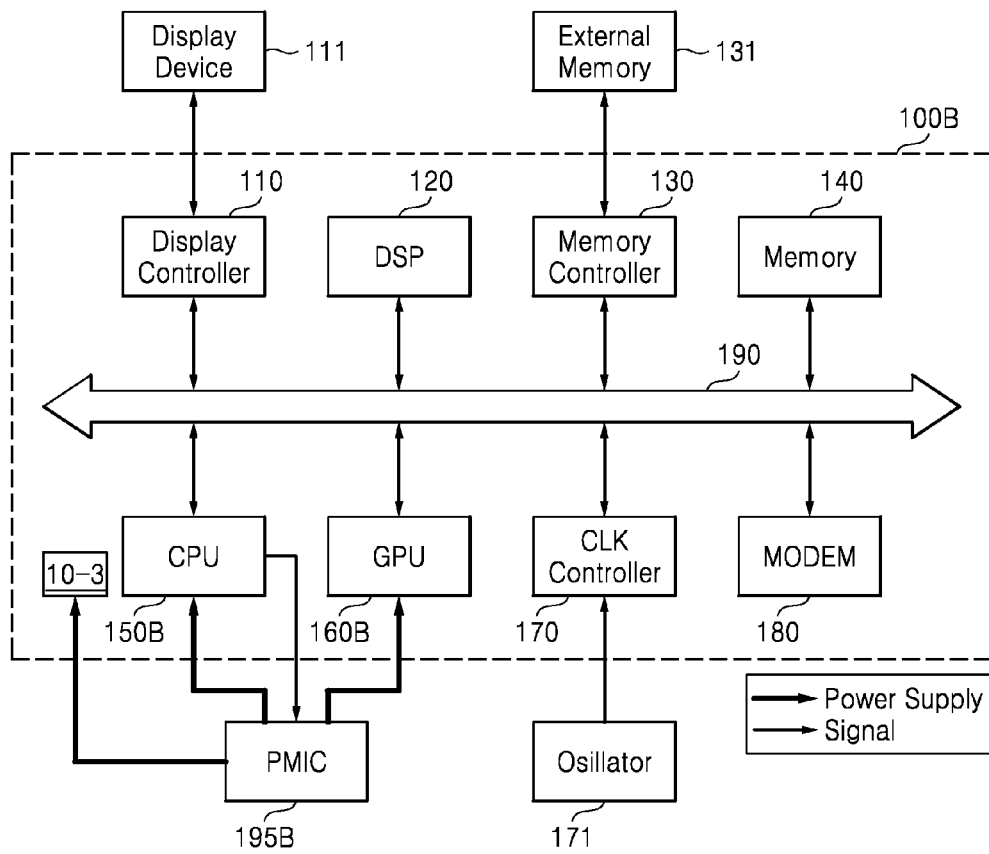 Display
Device
111
External
Memory
131
100B
110
120
130
140
Display
Controller
DSP
Memory
Controller
Memory
190
10-3
CPU
GPU
CLK
Controller
MODEM
150B
160B
170
180
PMIC
Osillator
Power Supply
Signal
195B
171